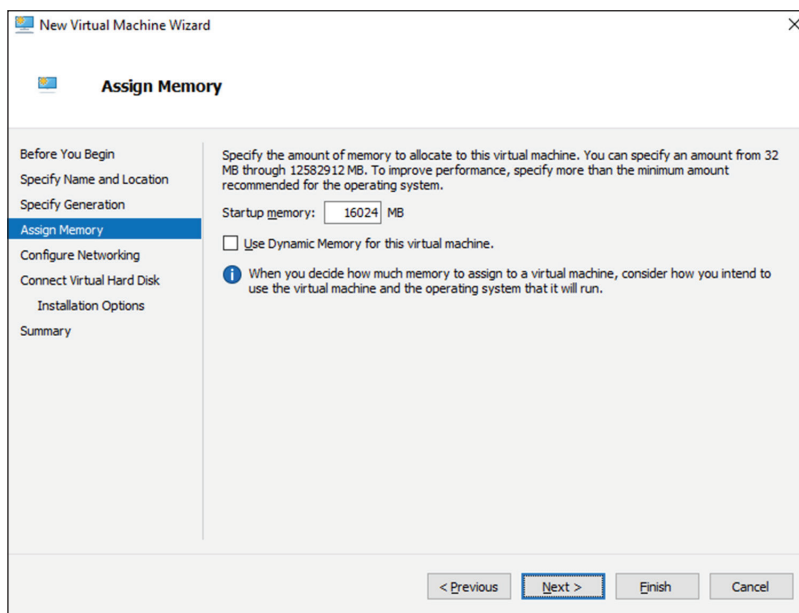 New Virtual Machine Wizard
Assign Memory
Before You Begin
Specify Name and Location
Specify Generation
Assign Memory
Configure Networking
Connect Virtual Hard Disk
Installation Options
Summary
Specify the amount of memory to allocate to this virtual machine. You can specify an amount from 32
MB through 12582912 MB. To improve performance, specify more than the minimum amount
recommended for the operating system.
Startup memory: 16024 MB
Use Dynamic Memory for this virtual machine.
When you decide how much memory to assign to a virtual machine, consider how you intend to
use the virtual machine and the operating system that it will run.
< Previous Next > Finish Cancel